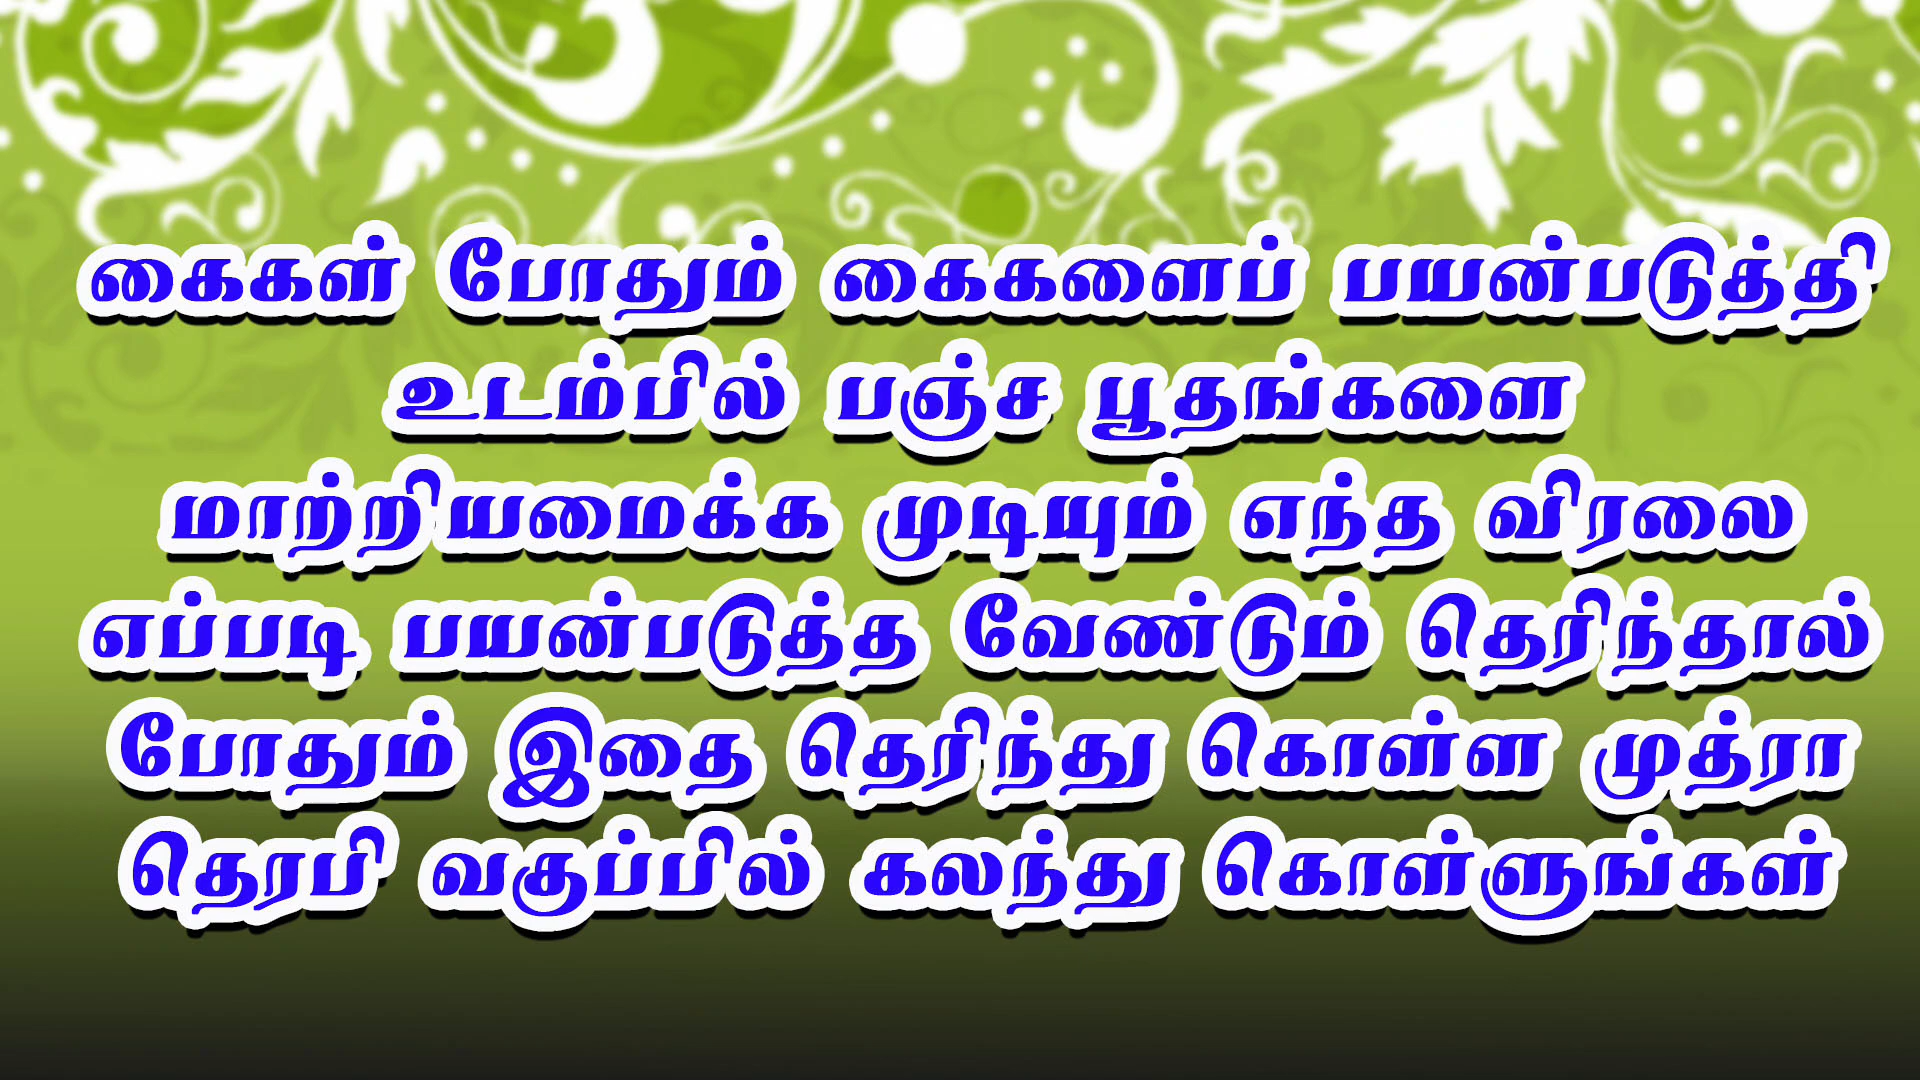 கைகள் போதும் கைகளைப் பயன்படுத்தி
உடம்பில் பஞ்ச பூதங்களை
மாற்றியமைக்க முடியும் எந்த விரலை
எப்படி பயன்படுத்த வேண்டும் தெரிந்தால்
போதும் இதை தெரிந்து கொள்ள முத்ரா
தெரபி வகுப்பில் கலந்து கொள்ளுங்கள்